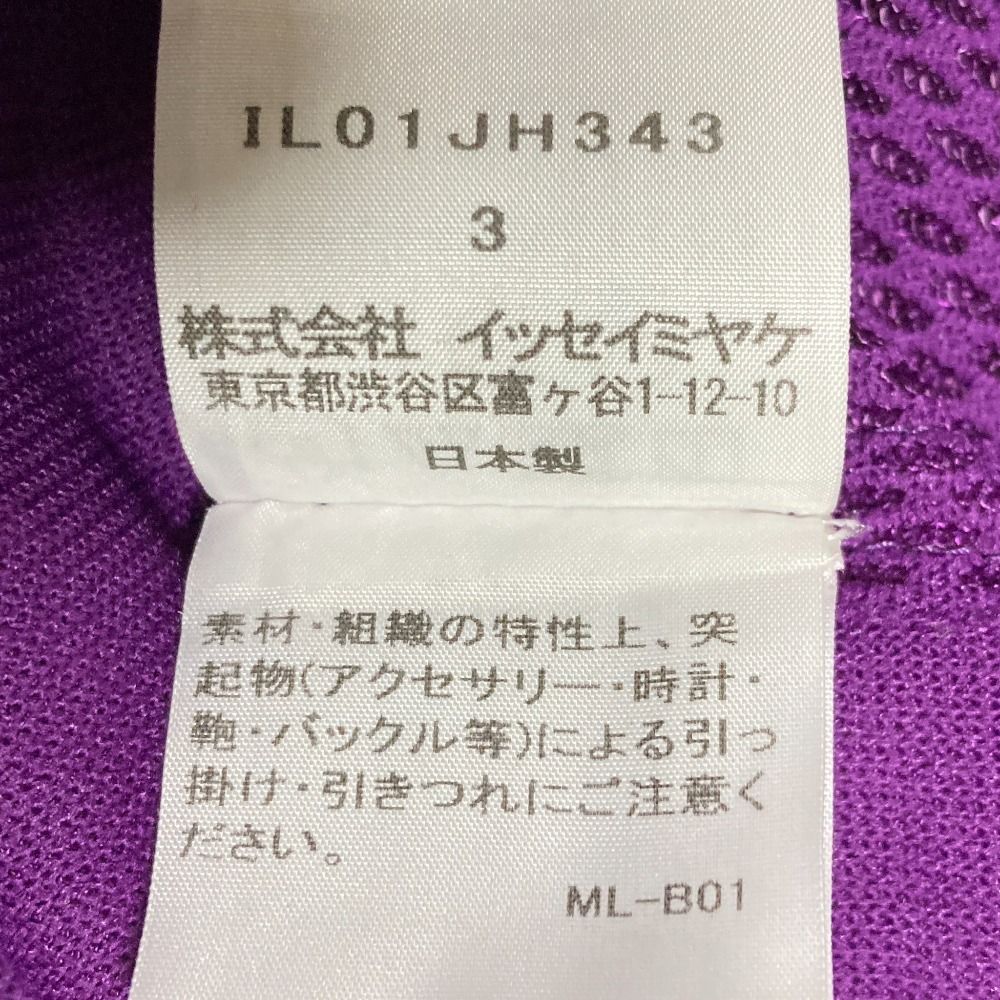 IL01JH343
3
株式会社 イッセイミヤケ
東京都渋谷区富ヶ谷1-12-10
日本製
素材・組織の特性上、突
起物(アクセサリー・時計・
鞄・バックル等)による引っ
掛け・引きつれにご注意く
ださい。
ML-B01